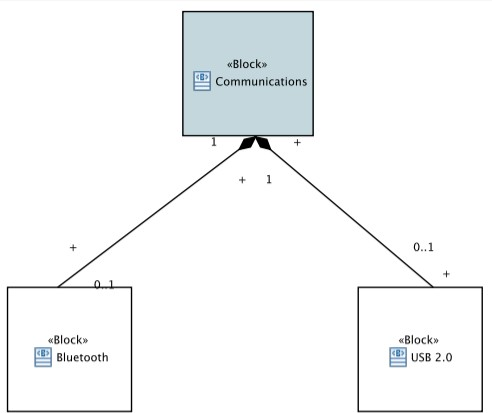 «Block»
Communications
1
+
+
1
+
0..1
0..1
+
«Block»
Bluetooth
«Block»
USB 2.0